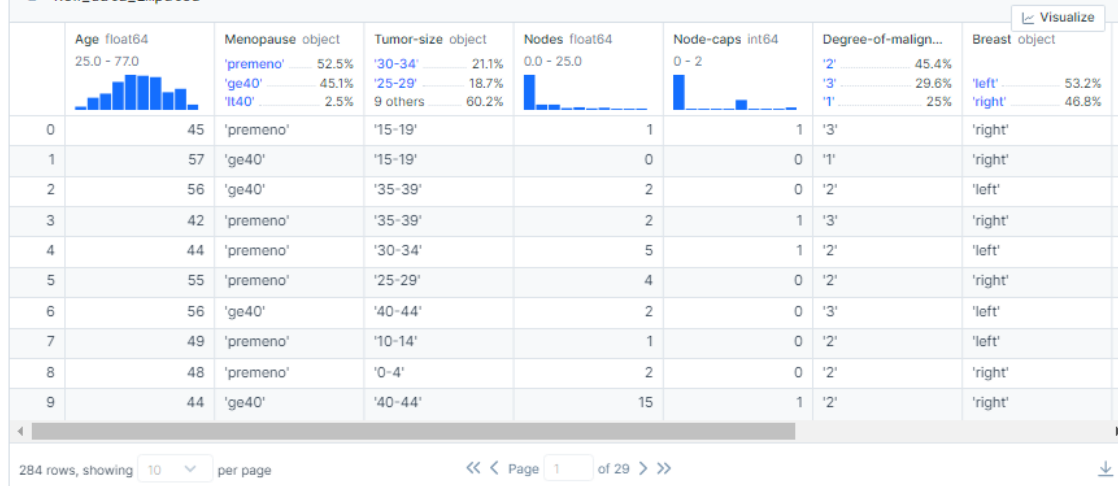 Visualize
Age float64 Menopause object Tumor-size object Nodes float64 Node-caps int64 Degree-of-malign... Breast object
25.0 - 77.0 'premeno' 52.5% '30-34' 21.1% 0.0 - 25.0 0 - 2 '2' 45.4%
'ge40' 45.1% '25-29' 18.7% '3' 29.6% 'left' 53.2%
'lt40' 2.5% 9 others 60.2% '1' 25% 'right' 46.8%
0 45 'premeno' '15-19' 1 1 '3' 'right'
1 57 'ge40' '15-19' 0 0 '1' 'right'
2 56 'ge40' '35-39' 2 0 '2' 'left'
3 42 'premeno' '35-39' 2 1 '3' 'right'
4 44 'premeno' '30-34' 5 1 '2' 'left'
5 55 'premeno' '25-29' 4 0 '2' 'right'
6 56 'ge40' '40-44' 2 0 '3' 'left'
7 49 'premeno' '10-14' 1 0 '2' 'left'
8 48 'premeno' '0-4' 2 0 '2' 'right'
9 44 'ge40' '40-44' 15 1 '2' 'right'
284 rows, showing 10 per page Page 1 of 29